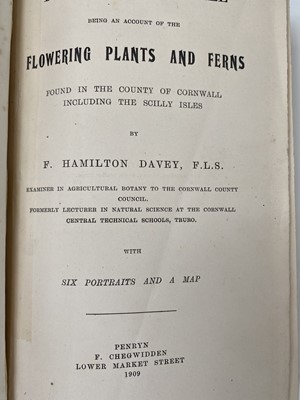 BEING AN ACCOUNT OF THE
FLOWERING PLANTS AND FERNS
FOUND IN THE COUNTY OF CORNWALL
INCLUDING THE SCILLY ISLES
BY
F. HAMILTON DAVEY, F.L.S.
EXAMINER IN AGRICULTURAL BOTANY TO THE CORNWALL COUNTY
COUNCIL.
FORMERLY LECTURER IN NATURAL SCIENCE AT THE CORNWALL
CENTRAL TECHNICAL SCHOOLS, TRURO.
WITH
SIX PORTRAITS AND A MAP
PENRYN
F. CHEGWIDDEN
LOWER MARKET STREET
1909